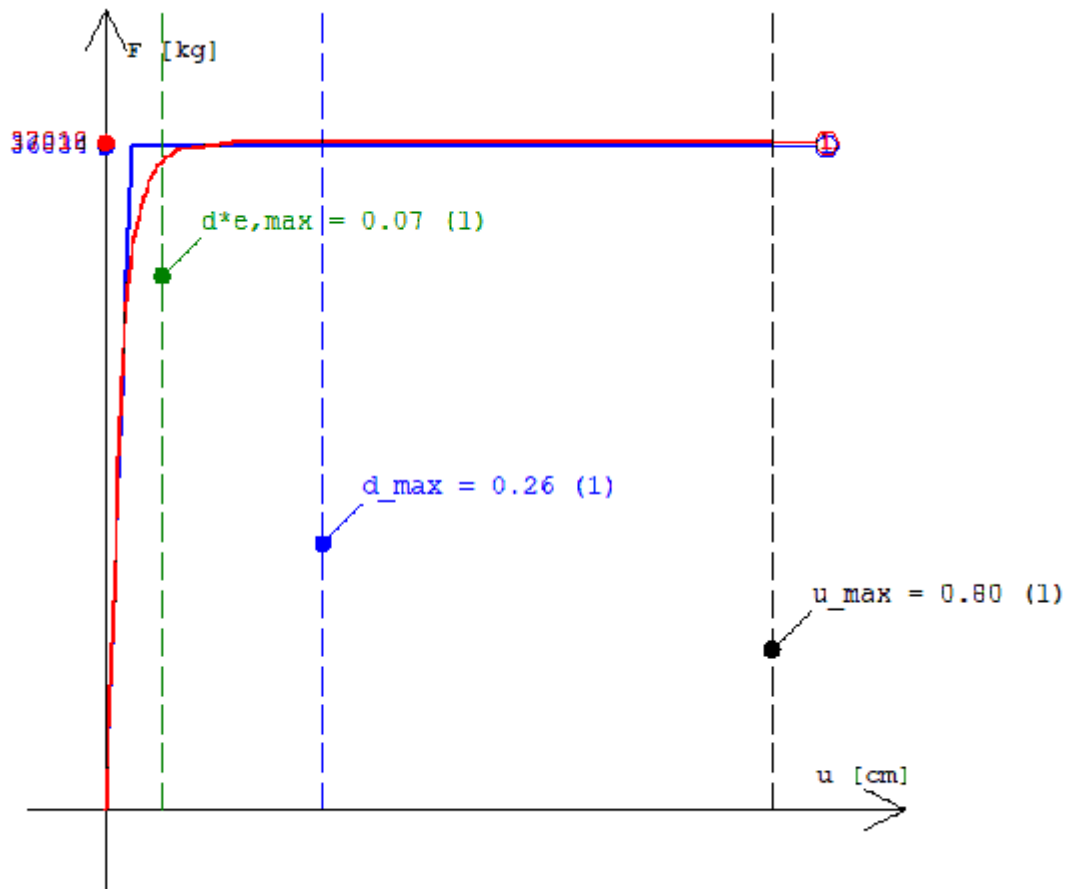 F [kg]
d*e,max = 0.07 (1)
d_max = 0.26 (1)
u_max = 0.80 (1)
u [cm]